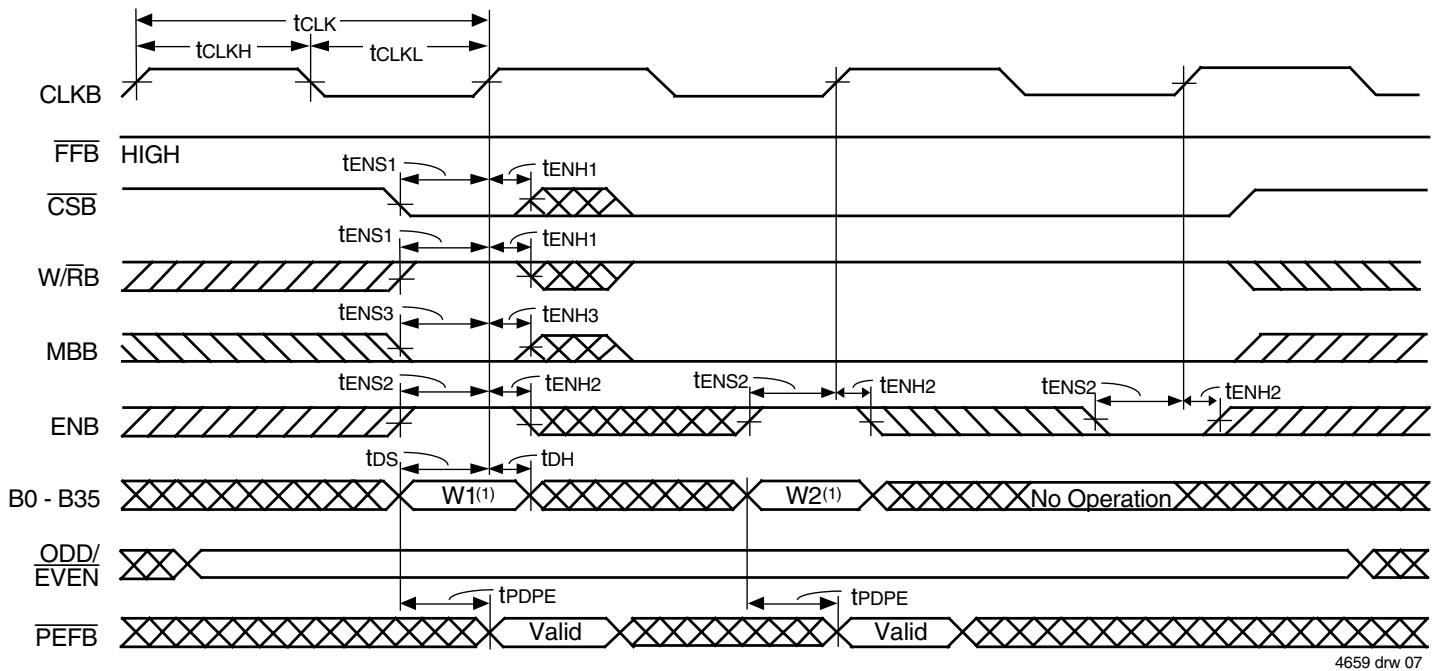 tCLK
tCLKH tCLKL
CLKB
FFB HIGH
tENS1 tENH1
CSB
tENS1 tENH1
W/RB
tENS3 tENH3
MBB
tENS2 tENH2 tENS2 tENH2 tENS2 tENH2
ENB
tDS tDH
B0 - B35 W1(1) W2(1) No Operation
ODD/
EVEN
tPDPE tPDPE
PEFB Valid Valid
4659 drw 07